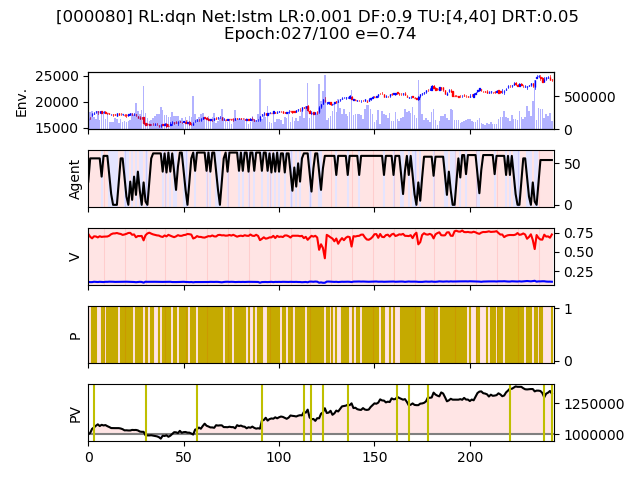 [000080] RL:dqn Net:lstm LR:0.001 DF:0.9 TU:[4,40] DRT:0.05
Epoch:027/100 e=0.74
Env.
25000
20000
15000
500000
0
Agent
50
0
V
0.75
0.50
0.25
P
1
0
PV
1250000
1000000
0
50
100
150
200